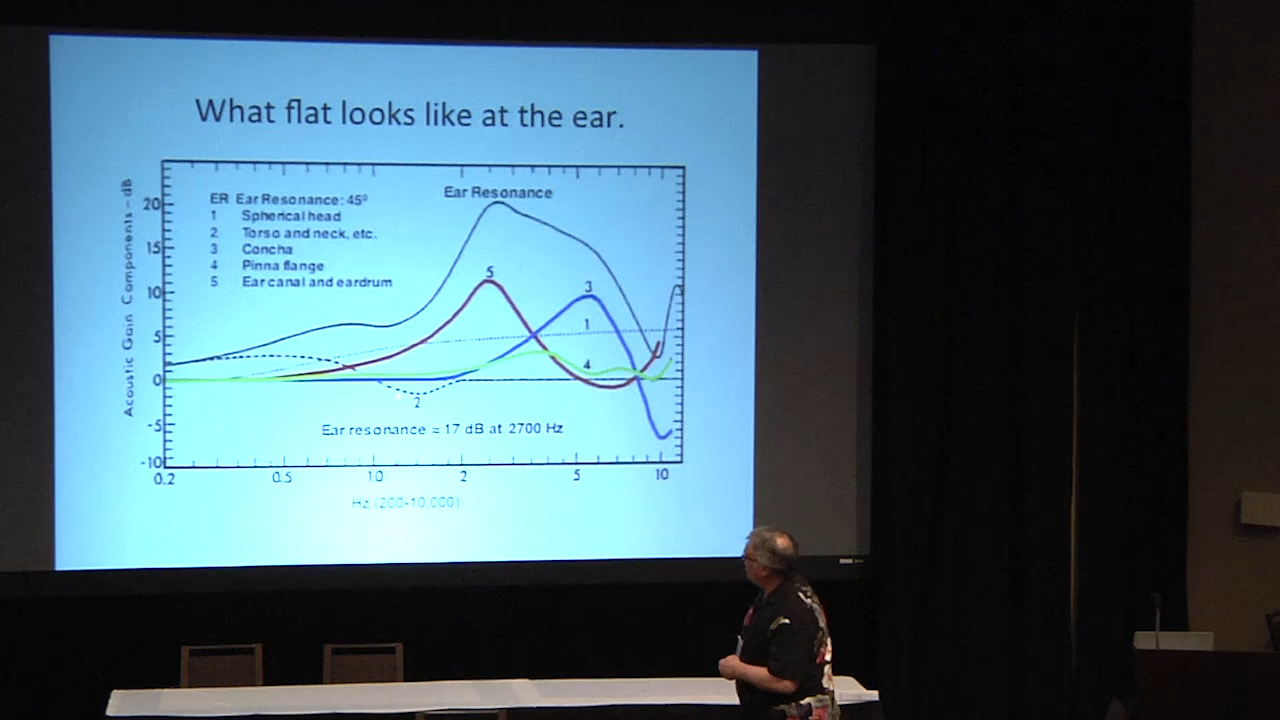 What flat looks like at the ear.
Acoustic Gain Components - dB
20
15
10
5
0
-5
-10
ER Ear Resonance: 45º
1 Spherical head
2 Torso and neck, etc.
3 Concha
4 Pinna flange
5 Ear canal and eardrum
Ear Resonance
5
3
1
4
2
Ear resonance = 17 dB at 2700 Hz
0.2 0.5 1.0 2 5 10
Hz (200-10,000)